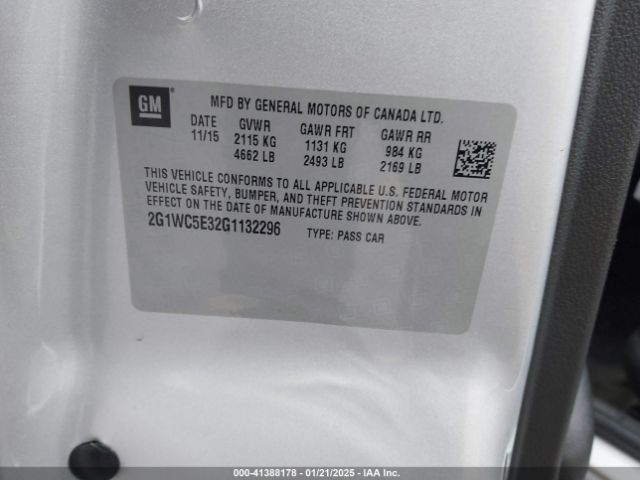 GM
MFD BY GENERAL MOTORS OF CANADA LTD.
DATE GVWR GAWR FRT GAWR RR
11/15 2115 KG 1131 KG 984 KG
4662 LB 2493 LB 2169 LB
THIS VEHICLE CONFORMS TO ALL APPLICABLE U.S. FEDERAL MOTOR
VEHICLE SAFETY, BUMPER, AND THEFT PREVENTION STANDARDS IN
EFFECT ON THE DATE OF MANUFACTURE SHOWN ABOVE.
2G1WC5E32G1132296 TYPE: PASS CAR
000-41388178 - 01/21/2025 - IAA Inc.